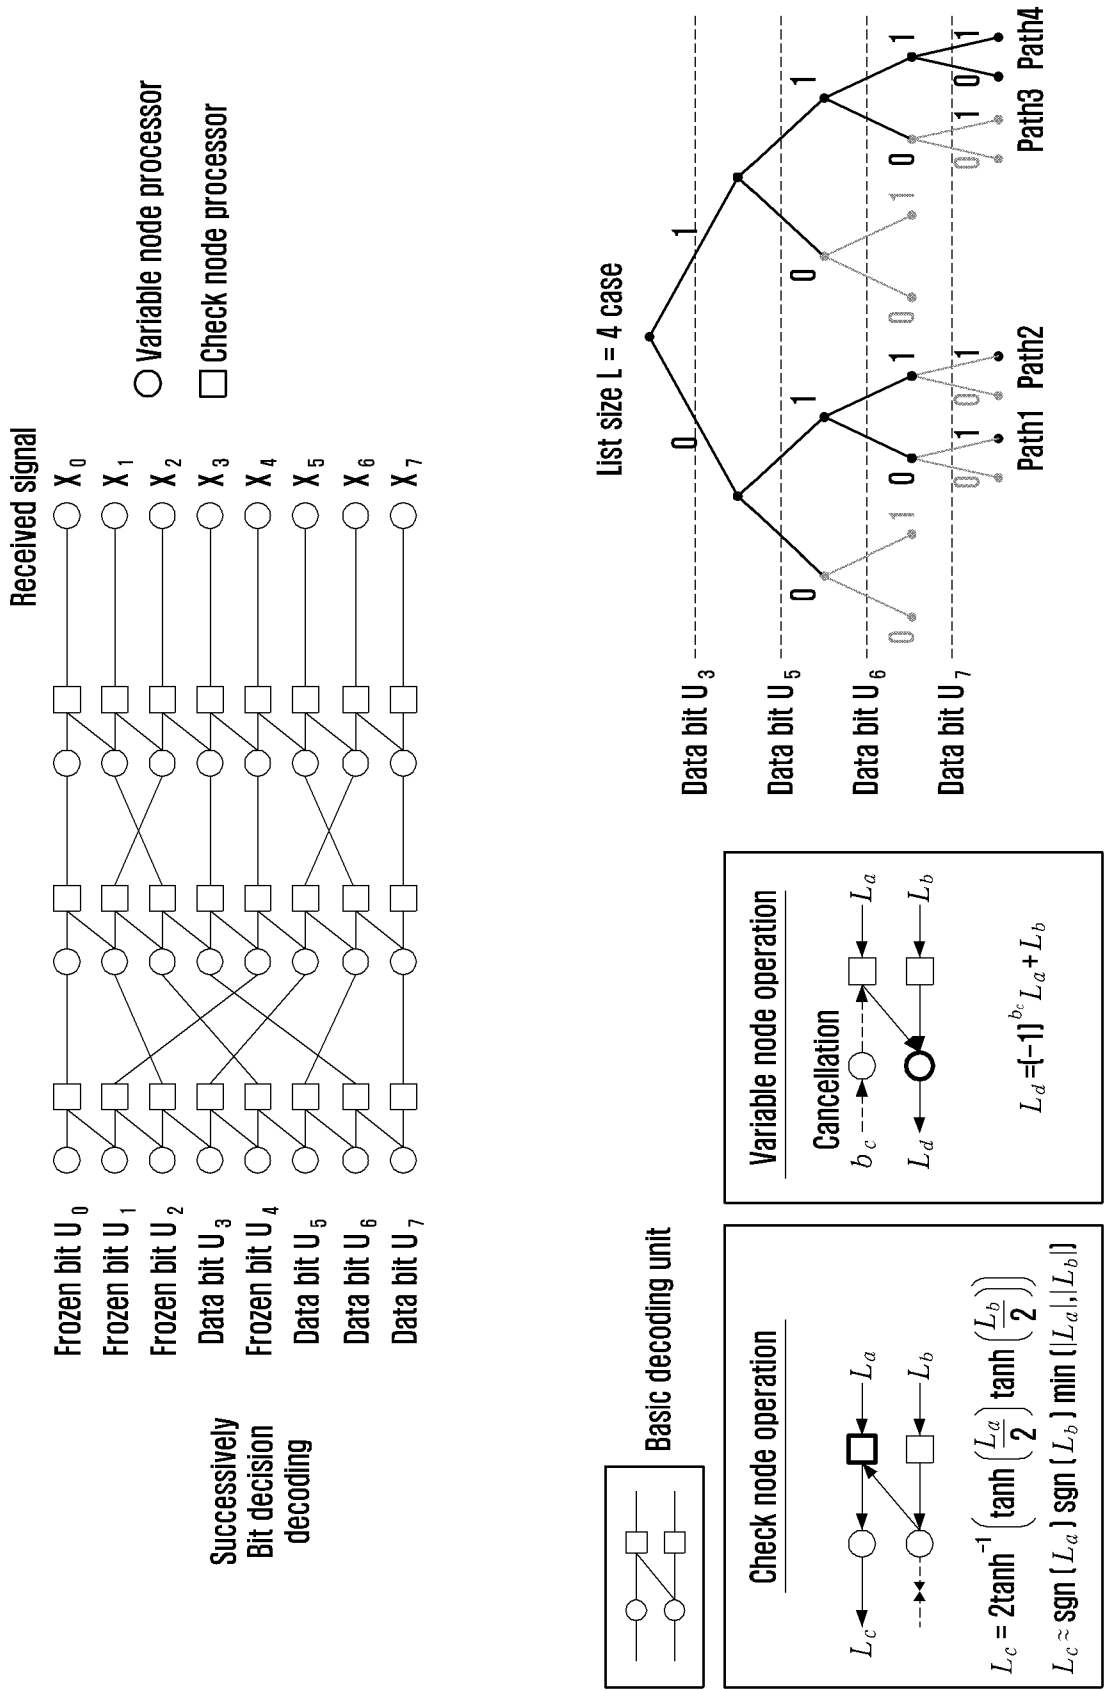 Received signal
Frozen bit U0 X0
Frozen bit U1 X1
Frozen bit U2 X2
Data bit U3 X3
Frozen bit U4 X4
Data bit U5 X5
Data bit U6 X6
Data bit U7 X7
Successively
Bit decision
decoding
Variable node processor
Check node processor
Basic decoding unit
Check node operation
La
Lc
Lb
Lc = 2tanh⁻¹ ( tanh (La/2) tanh (Lb/2) )
Lc ≈ sgn (La) sgn (Lb) min (|La|,|Lb|)
Variable node operation
Cancellation
bc La
Ld Lb
Ld =(-1)^bc La + Lb
List size L = 4 case
Data bit U3 0 1
Data bit U5 0 1 0 1
Data bit U6 0 1 0 1 0 1 0 1
Data bit U7 0 1 0 1 0 1 0 1
Path1 Path2 Path3 Path4